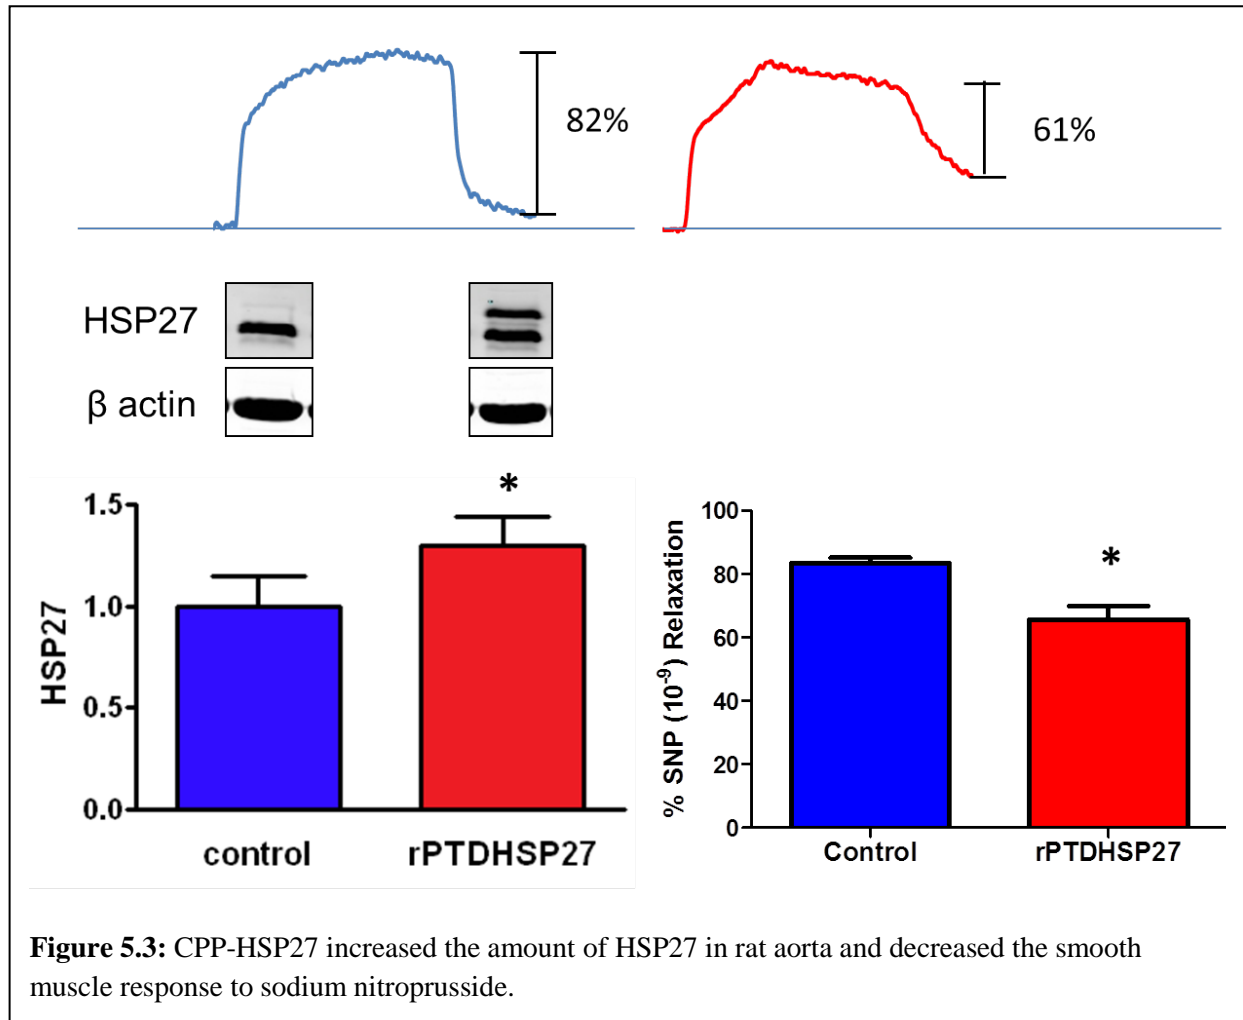 82%
61%
HSP27
β actin
*
1.5
1.0
0.5
0.0
HSP27
control rPTDHSP27
*
100
80
60
40
20
0
% SNP (10⁻⁹) Relaxation
Control rPTDHSP27
Figure 5.3: CPP-HSP27 increased the amount of HSP27 in rat aorta and decreased the smooth
muscle response to sodium nitroprusside.